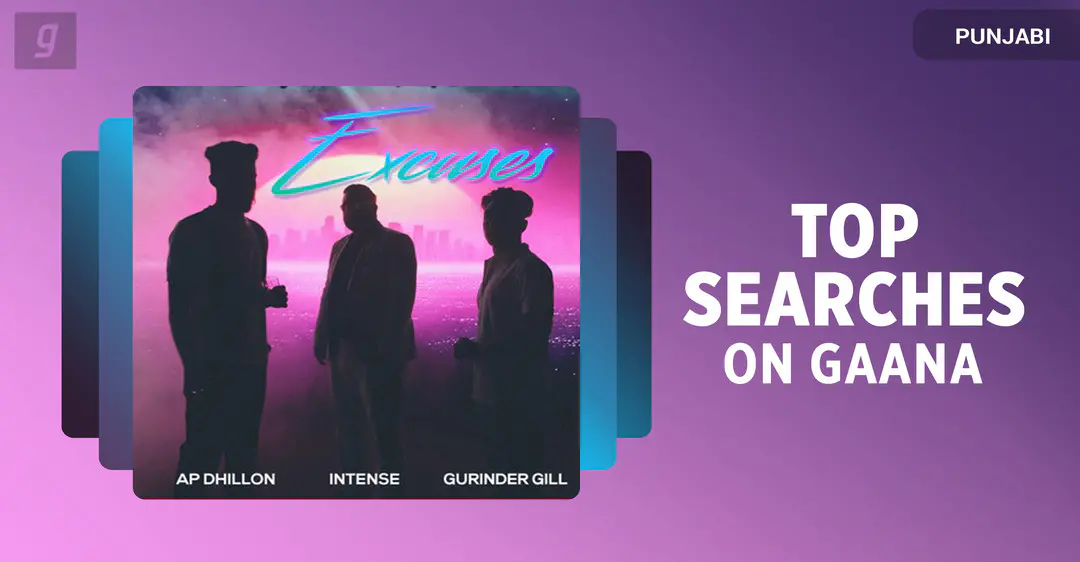 g
PUNJABI
Excuses
AP DHILLON INTENSE GURINDER GILL
TOP
SEARCHES
ON GAANA